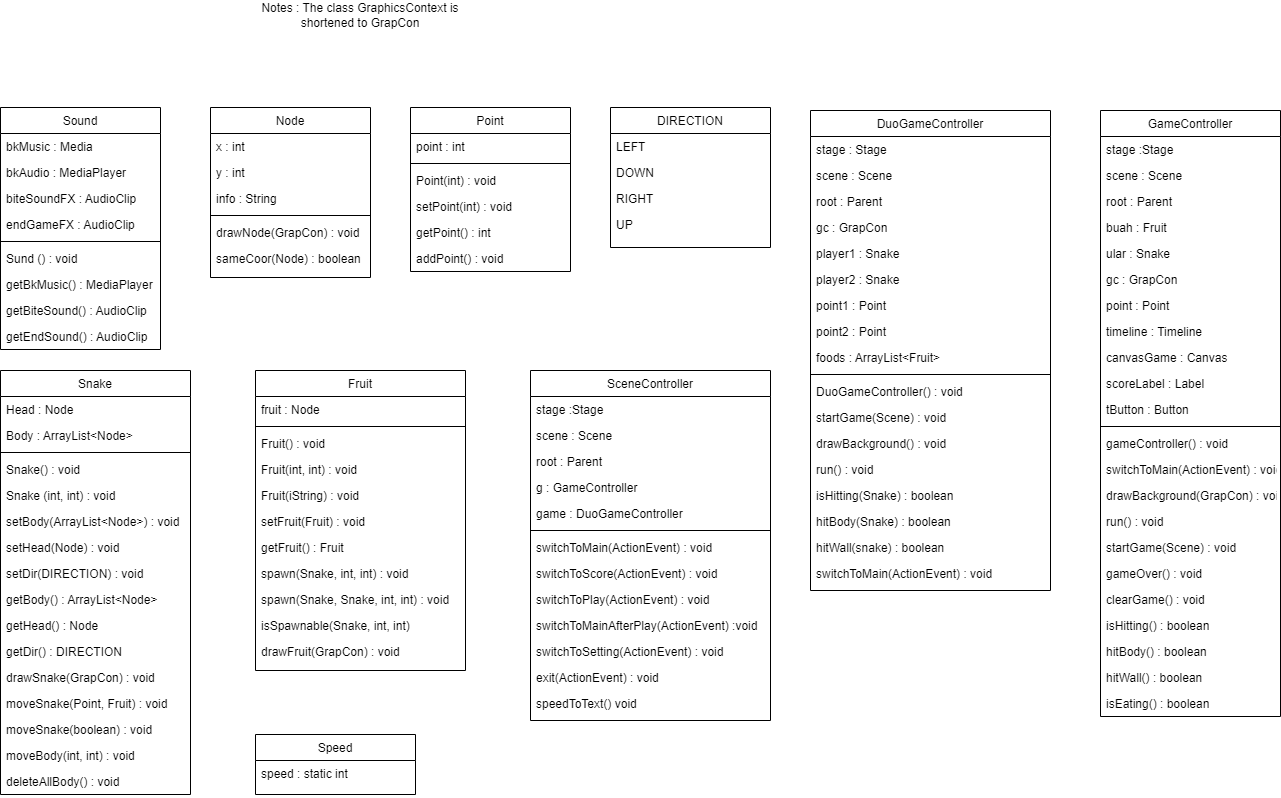 Notes : The class GraphicsContext is
shortened to GrapCon
Sound
bkMusic : Media
bkAudio : MediaPlayer
biteSoundFX : AudioClip
endGameFX : AudioClip
Sund () : void
getBkMusic() : MediaPlayer
getBiteSound() : AudioClip
getEndSound() : AudioClip
Node
x : int
y : int
info : String
drawNode(GrapCon) : void
sameCoor(Node) : boolean
Point
point : int
Point(int) : void
setPoint(int) : void
getPoint() : int
addPoint() : void
DIRECTION
LEFT
DOWN
RIGHT
UP
DuoGameController
stage : Stage
scene : Scene
root : Parent
gc : GrapCon
player1 : Snake
player2 : Snake
point1 : Point
point2 : Point
foods : ArrayList<Fruit>
DuoGameController() : void
startGame(Scene) : void
drawBackground() : void
run() : void
isHitting(Snake) : boolean
hitBody(Snake) : boolean
hitWall(snake) : boolean
switchToMain(ActionEvent) : void
GameController
stage :Stage
scene : Scene
root : Parent
buah : Fruit
ular : Snake
gc : GrapCon
point : Point
timeline : Timeline
canvasGame : Canvas
scoreLabel : Label
tButton : Button
gameController() : void
switchToMain(ActionEvent) : voi
drawBackground(GrapCon) : voi
run() : void
startGame(Scene) : void
gameOver() : void
clearGame() : void
isHitting() : boolean
hitBody() : boolean
hitWall() : boolean
isEating() : boolean
Snake
Head : Node
Body : ArrayList<Node>
Snake() : void
Snake (int, int) : void
setBody(ArrayList<Node>) : void
setHead(Node) : void
setDir(DIRECTION) : void
getBody() : ArrayList<Node>
getHead() : Node
getDir() : DIRECTION
drawSnake(GrapCon) : void
moveSnake(Point, Fruit) : void
moveSnake(boolean) : void
moveBody(int, int) : void
deleteAllBody() : void
Fruit
fruit : Node
Fruit() : void
Fruit(int, int) : void
Fruit(iString) : void
setFruit(Fruit) : void
getFruit() : Fruit
spawn(Snake, int, int) : void
spawn(Snake, Snake, int, int) : void
isSpawnable(Snake, int, int)
drawFruit(GrapCon) : void
SceneController
stage :Stage
scene : Scene
root : Parent
g : GameController
game : DuoGameController
switchToMain(ActionEvent) : void
switchToScore(ActionEvent) : void
switchToPlay(ActionEvent) : void
switchToMainAfterPlay(ActionEvent) :void
switchToSetting(ActionEvent) : void
exit(ActionEvent) : void
speedToText() void
Speed
speed : static int